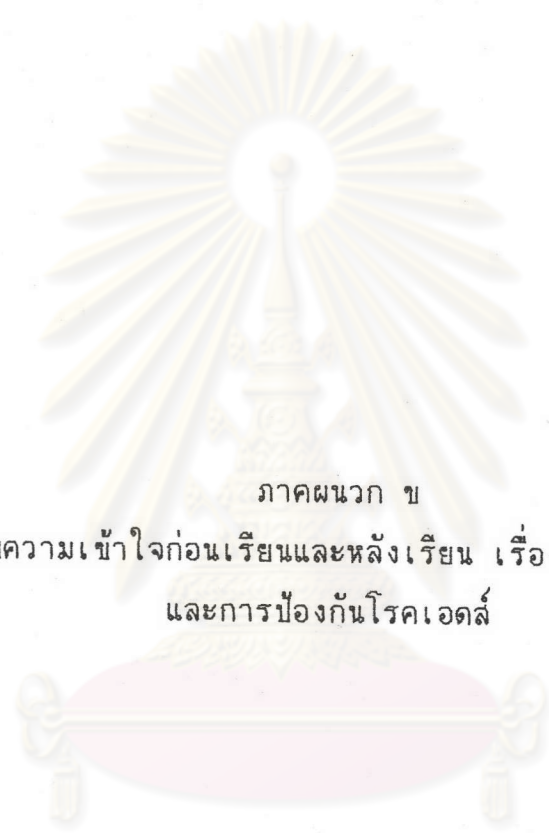 ภาคผนวก ข
ความเข้าใจก่อนเรียนและหลังเรียน เรื่อ
และการป้องกันโรคเอดส์